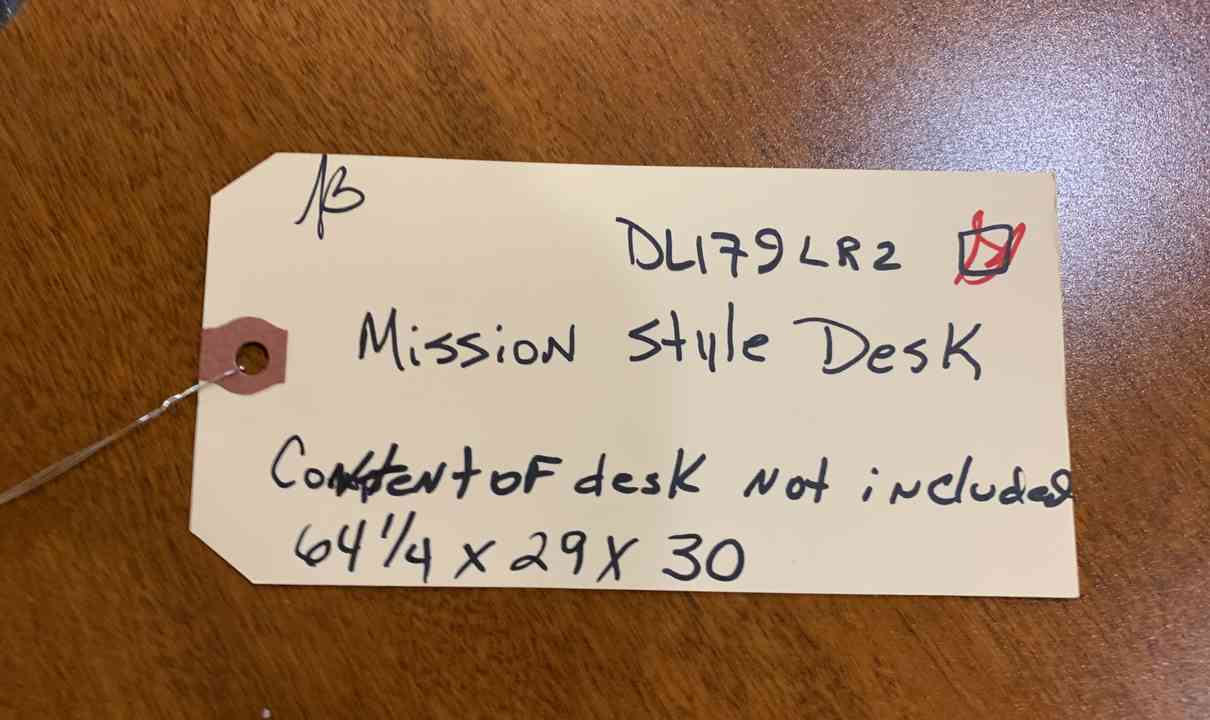 DL179LR2
Mission Style Desk
Content of desk not included
64 1/4 x 29 x 30